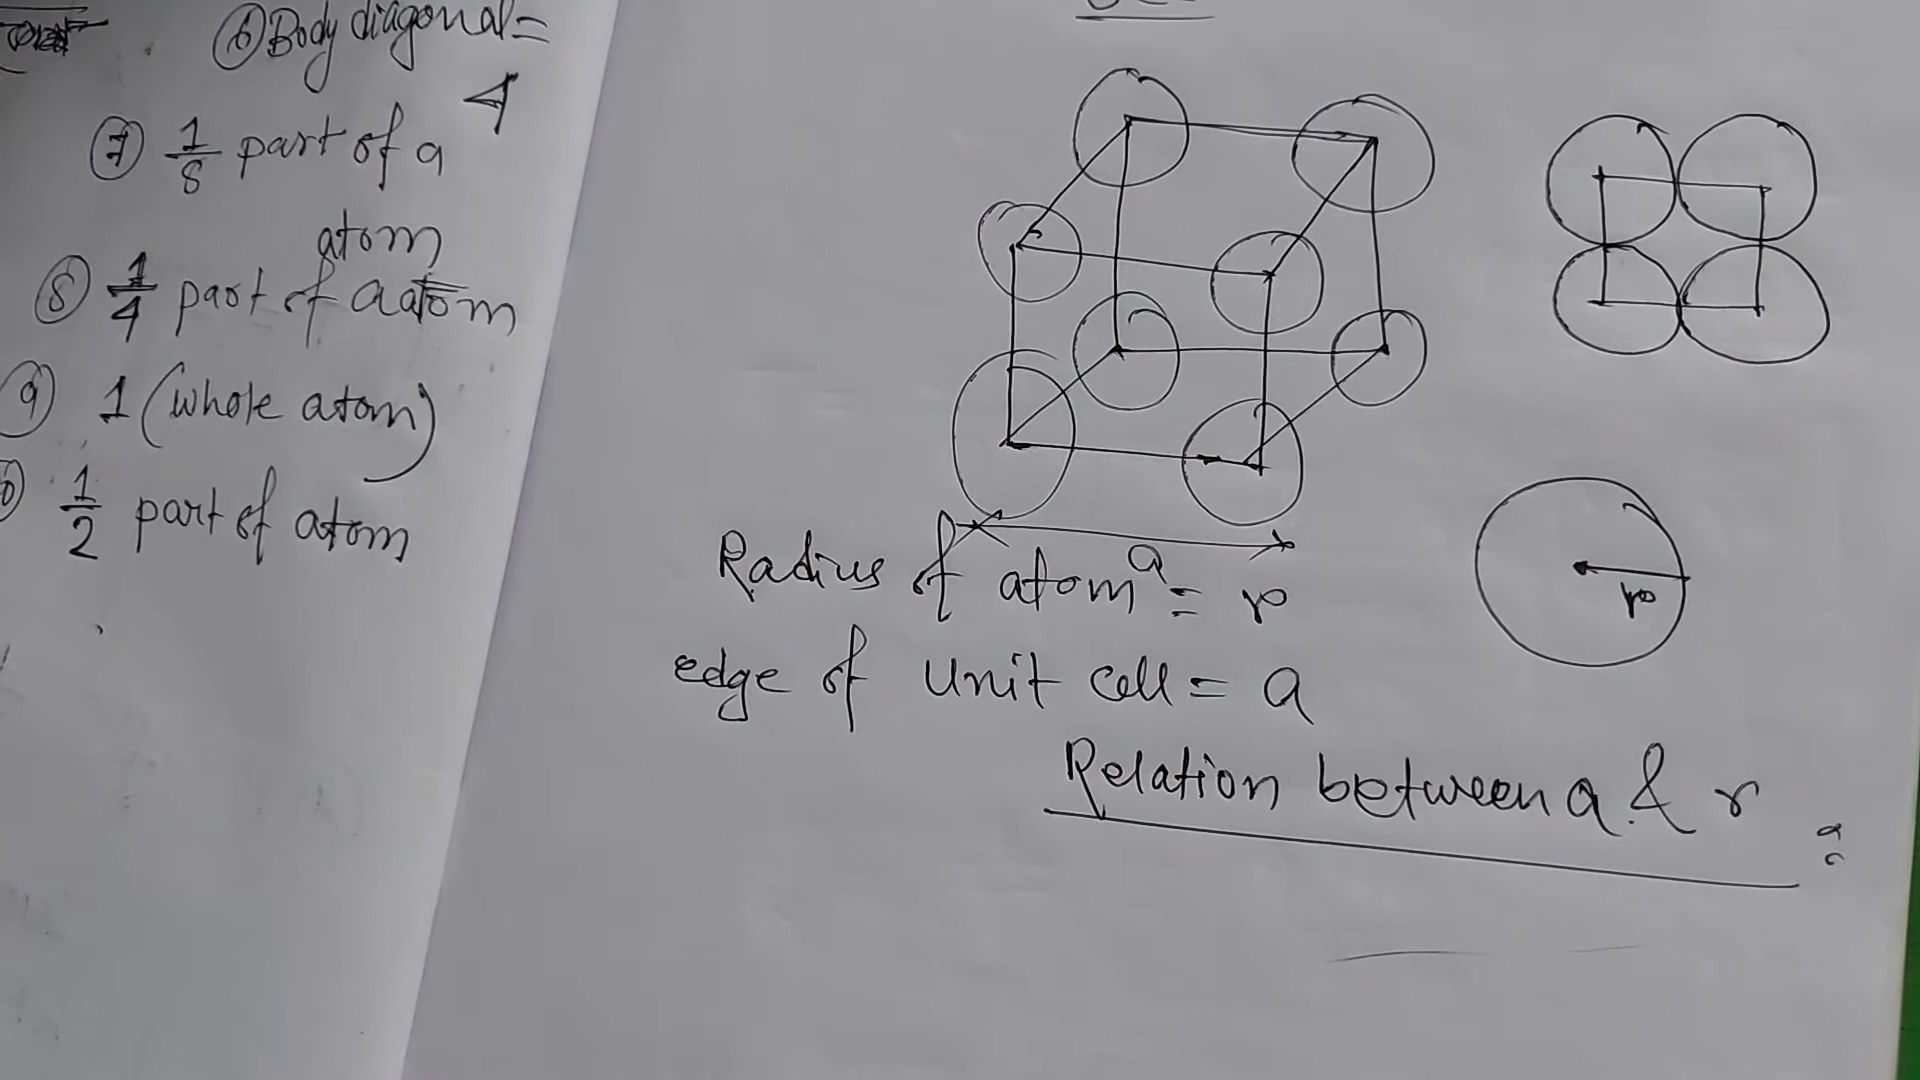 ⑥ Body diagonal =
4
⑦ 1/8 part of a
atom
⑧ 1/4 part of a atom
⑨ 1 (whole atom)
1/2 part of atom
a
Radius of atom = r
edge of unit cell = a
r
Relation between a & r :